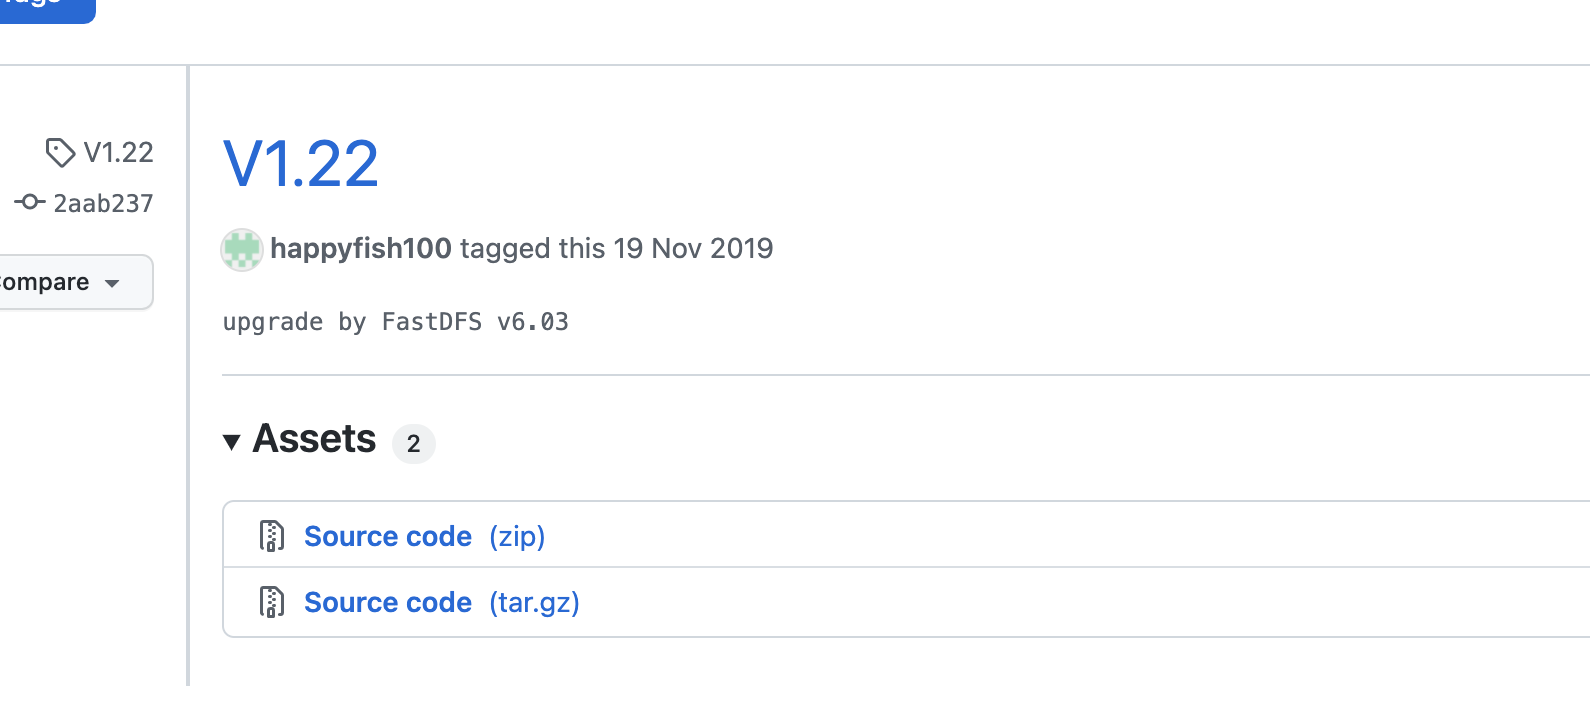 V1.22
2aab237
ompare
V1.22
happyfish100 tagged this 19 Nov 2019
upgrade by FastDFS v6.03
Assets 2
Source code (zip)
Source code (tar.gz)